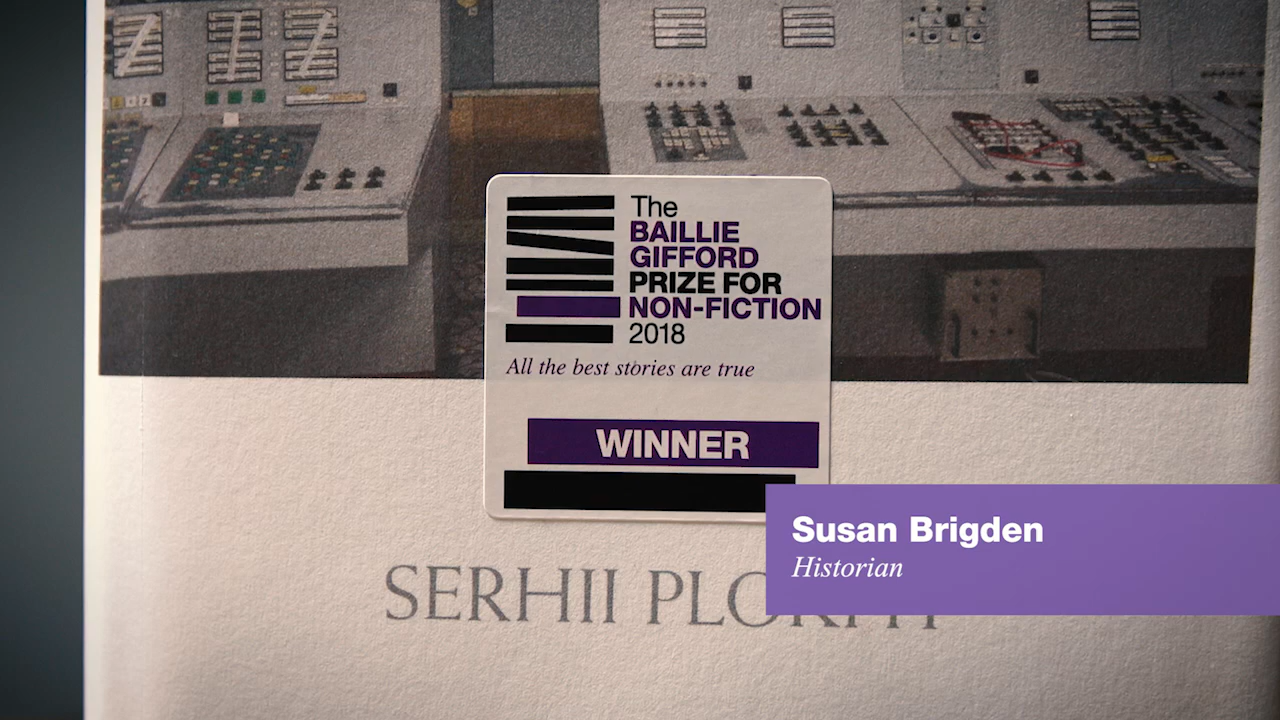 The
BAILLIE
GIFFORD
PRIZE FOR
NON-FICTION
2018
All the best stories are true
WINNER
SERHII PLOKHY
Susan Brigden
Historian